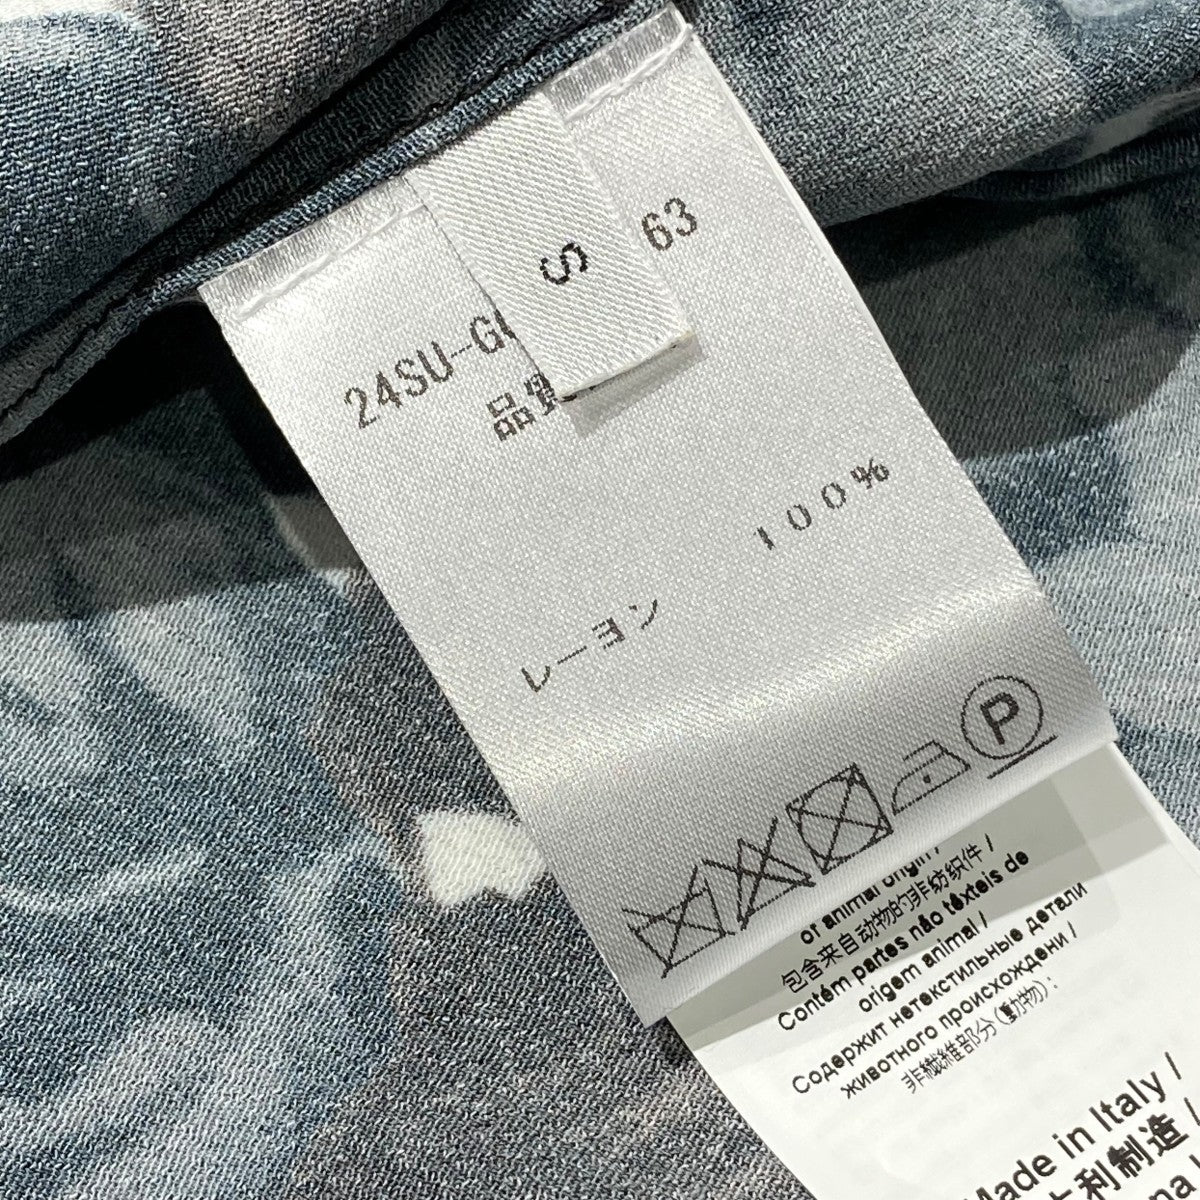 S
63
24SU-G
品質
レーヨン 100%
P
of animal origin /
包含来自动物的非纺织件 /
Contém partes não têxteis de
origem animal /
Содержит нетекстильные детали
животного происхождени /
非繊維部分(動物):
Made in Italy /
利制造 /